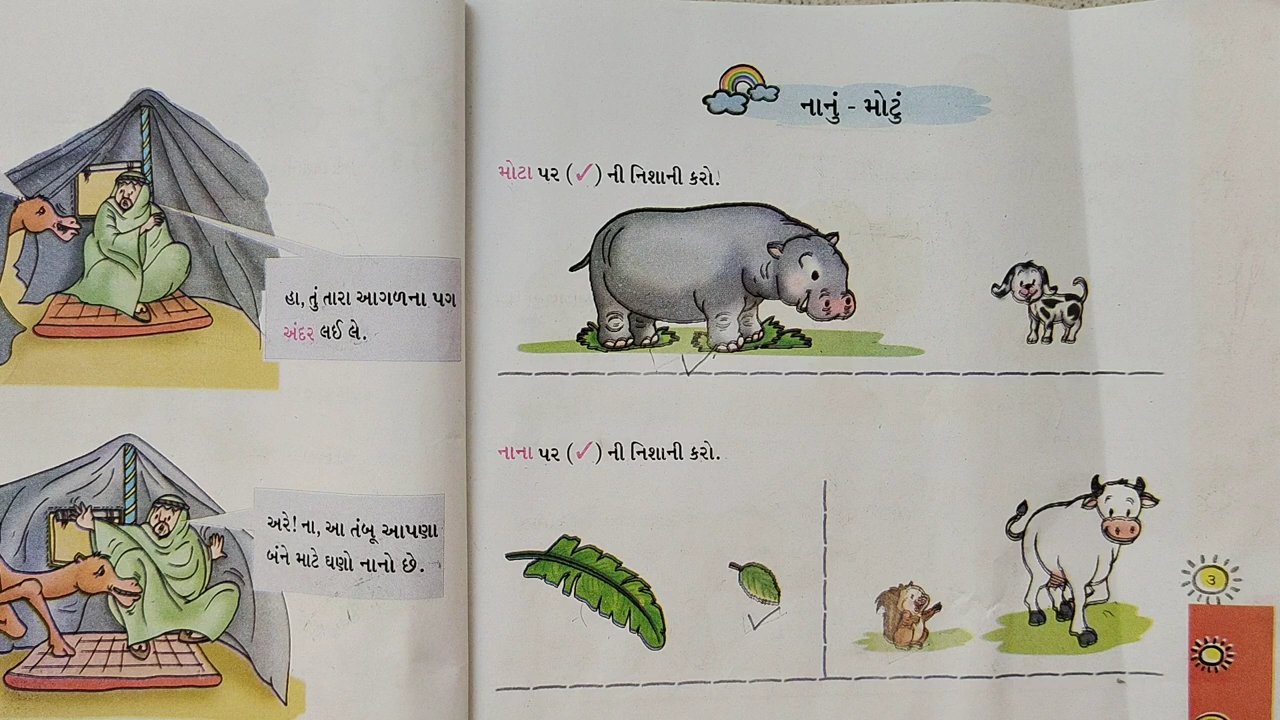 હા, તું તારા આગળના પગ
અંદર લઈ લે.
અરે! ના, આ તંબૂ આપણા
બંને માટે ઘણો નાનો છે.
નાનું - મોટું
મોટા પર (✓) ની નિશાની કરો.
નાના પર (✓) ની નિશાની કરો.
3